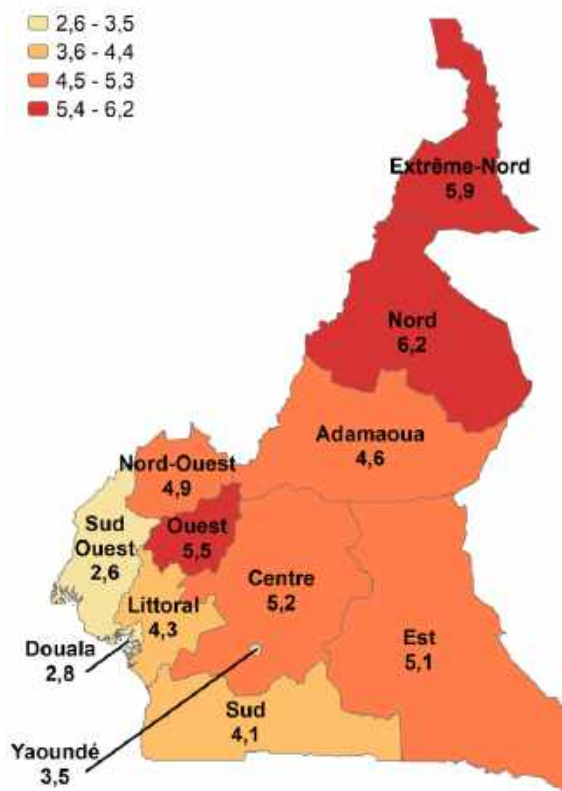 2,6 - 3,5
3,6 - 4,4
4,5 - 5,3
5,4 - 6,2
Extrême-Nord
5,9
Nord
6,2
Adamaoua
4,6
Nord-Ouest
4,9
Ouest
5,5
Sud
Ouest
2,6
Centre
5,2
Littoral
4,3
Est
5,1
Douala
2,8
Sud
4,1
Yaoundé
3,5